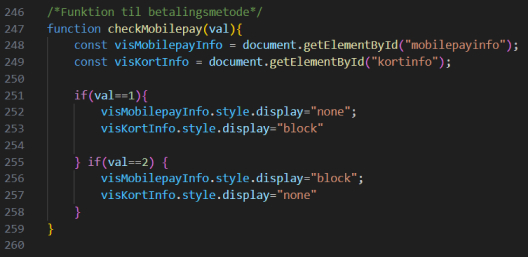 246 /*Funktion til betalingsmetode*/
247 function checkMobilepay(val){
248     const visMobilepayInfo = document.getElementById("mobilepayinfo");
249     const visKortInfo = document.getElementById("kortinfo");
250
251     if(val==1){
252         visMobilepayInfo.style.display="none";
253         visKortInfo.style.display="block"
254
255     } if(val==2) {
256         visMobilepayInfo.style.display="block";
257         visKortInfo.style.display="none"
258     }
259 }
260